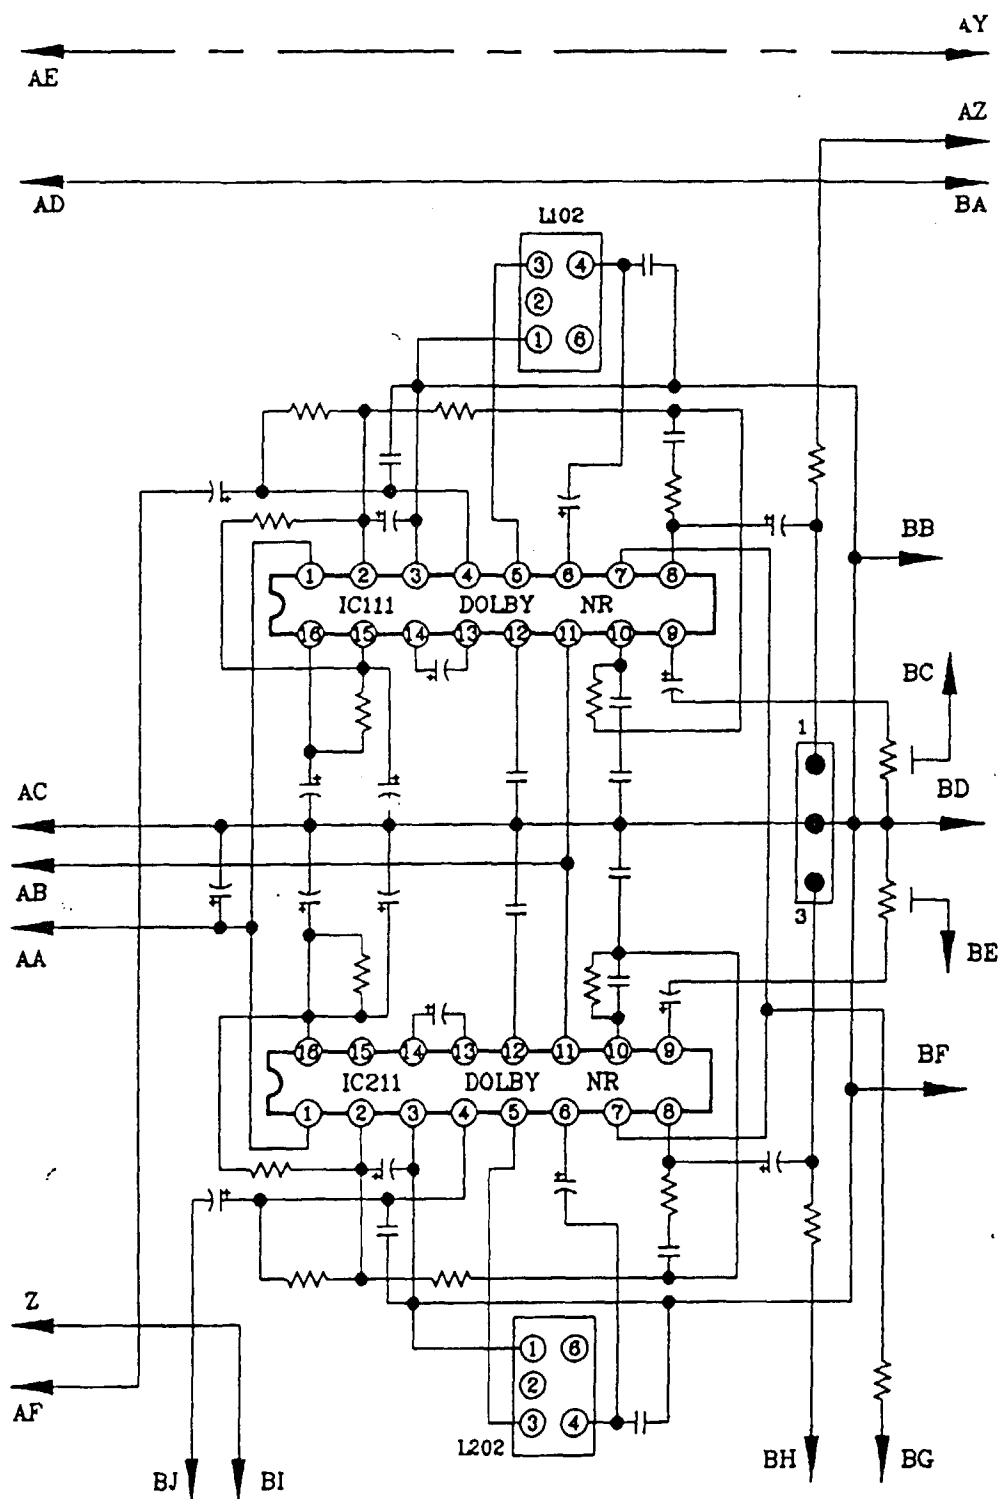 AY
AE
AZ
AD
BA
L102
3 4
2
1 6
BB
1 2 3 4 5 6 7 8
IC111 DOLBY NR
16 15 14 13 12 11 10 9
BC
1
AC
BD
AB
3
AA
BE
16 15 14 13 12 11 10 9
BF
IC211 DOLBY NR
1 2 3 4 5 6 7 8
Z
1 6
2
AF
3 4
L202
BJ BI BH BG